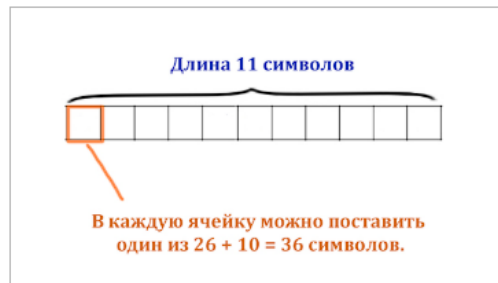 Длина 11 символов
В каждую ячейку можно поставить
один из 26 + 10 = 36 символов.